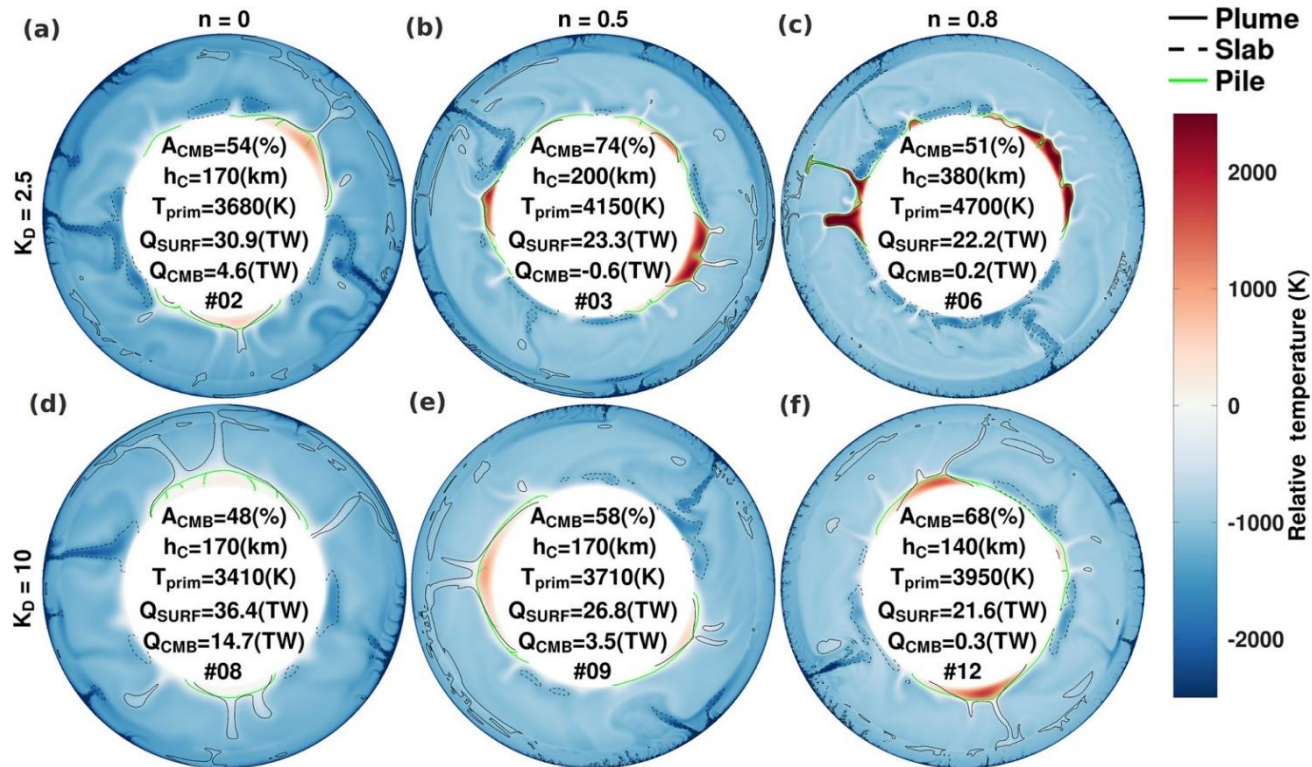 n = 0
n = 0.5
n = 0.8
Plume
Slab
Pile
K_D = 2.5
(a)
A_CMB=54(%)
h_C=170(km)
T_prim=3680(K)
Q_SURF=30.9(TW)
Q_CMB=4.6(TW)
#02
(b)
A_CMB=74(%)
h_C=200(km)
T_prim=4150(K)
Q_SURF=23.3(TW)
Q_CMB=-0.6(TW)
#03
(c)
A_CMB=51(%)
h_C=380(km)
T_prim=4700(K)
Q_SURF=22.2(TW)
Q_CMB=0.2(TW)
#06
K_D = 10
(d)
A_CMB=48(%)
h_C=170(km)
T_prim=3410(K)
Q_SURF=36.4(TW)
Q_CMB=14.7(TW)
#08
(e)
A_CMB=58(%)
h_C=170(km)
T_prim=3710(K)
Q_SURF=26.8(TW)
Q_CMB=3.5(TW)
#09
(f)
A_CMB=68(%)
h_C=140(km)
T_prim=3950(K)
Q_SURF=21.6(TW)
Q_CMB=0.3(TW)
#12
2000
1000
0
-1000
-2000
Relative temperature (K)